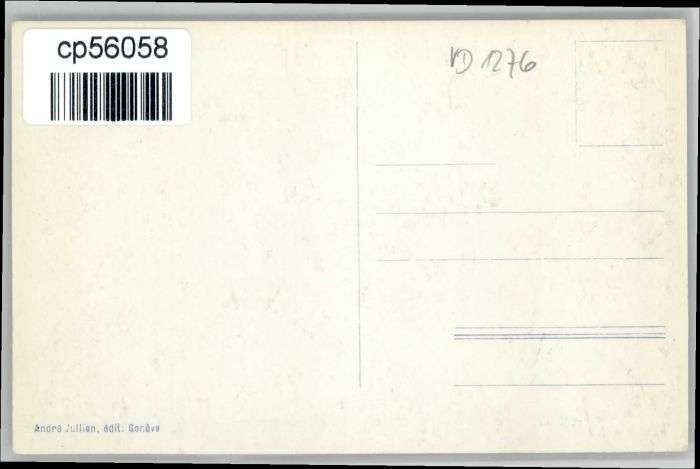 cp56058
VD 1276
André Jullien, édit: Genève